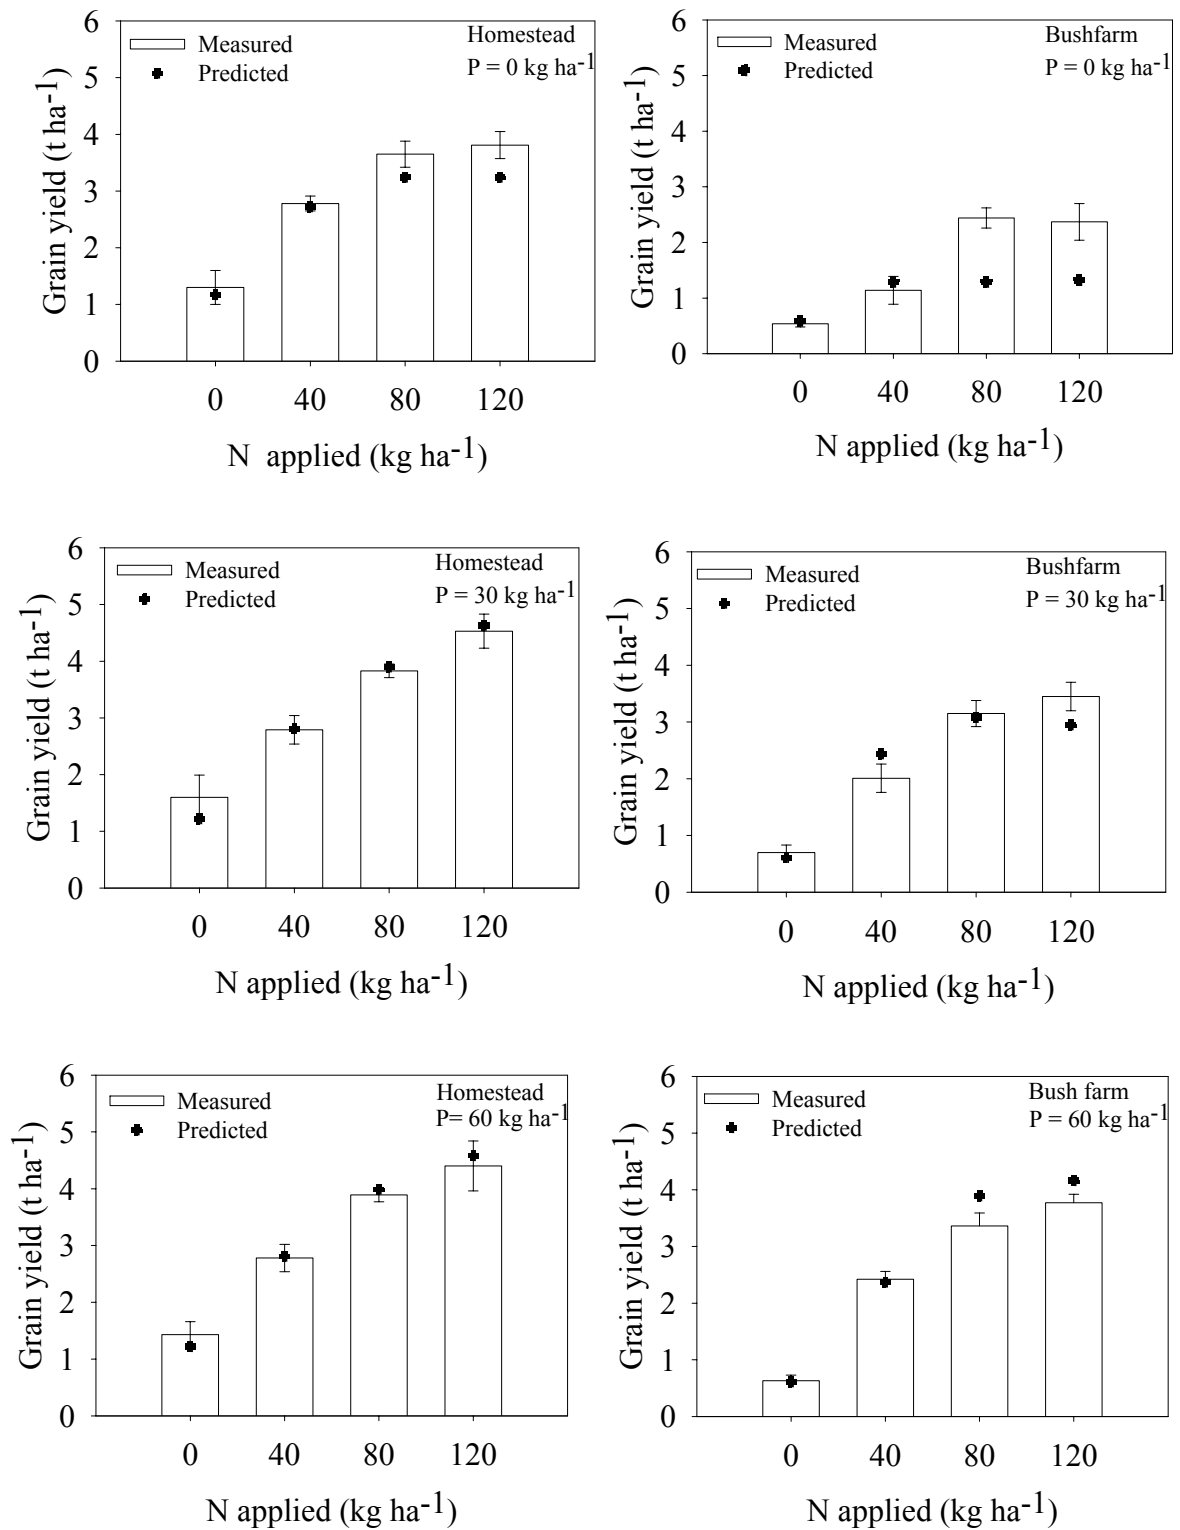 6
5
4
3
2
1
0
Grain yield (t ha-1)
Measured
Predicted
Homestead
P = 0 kg ha-1
0 40 80 120
N applied (kg ha-1)
6
5
4
3
2
1
0
Grain yield (t ha-1)
Measured
Predicted
Bushfarm
P = 0 kg ha-1
0 40 80 120
N applied (kg ha-1)
6
5
4
3
2
1
0
Grain yield (t ha-1)
Measured
Predicted
Homestead
P = 30 kg ha-1
0 40 80 120
N applied (kg ha-1)
6
5
4
3
2
1
0
Grain yield (t ha-1)
Measured
Predicted
Bushfarm
P = 30 kg ha-1
0 40 80 120
N applied (kg ha-1)
6
5
4
3
2
1
0
Grain yield (t ha-1)
Measured
Predicted
Homestead
P= 60 kg ha-1
0 40 80 120
N applied (kg ha-1)
6
5
4
3
2
1
0
Grain yield (t ha-1)
Measured
Predicted
Bush farm
P = 60 kg ha-1
0 40 80 120
N applied (kg ha-1)